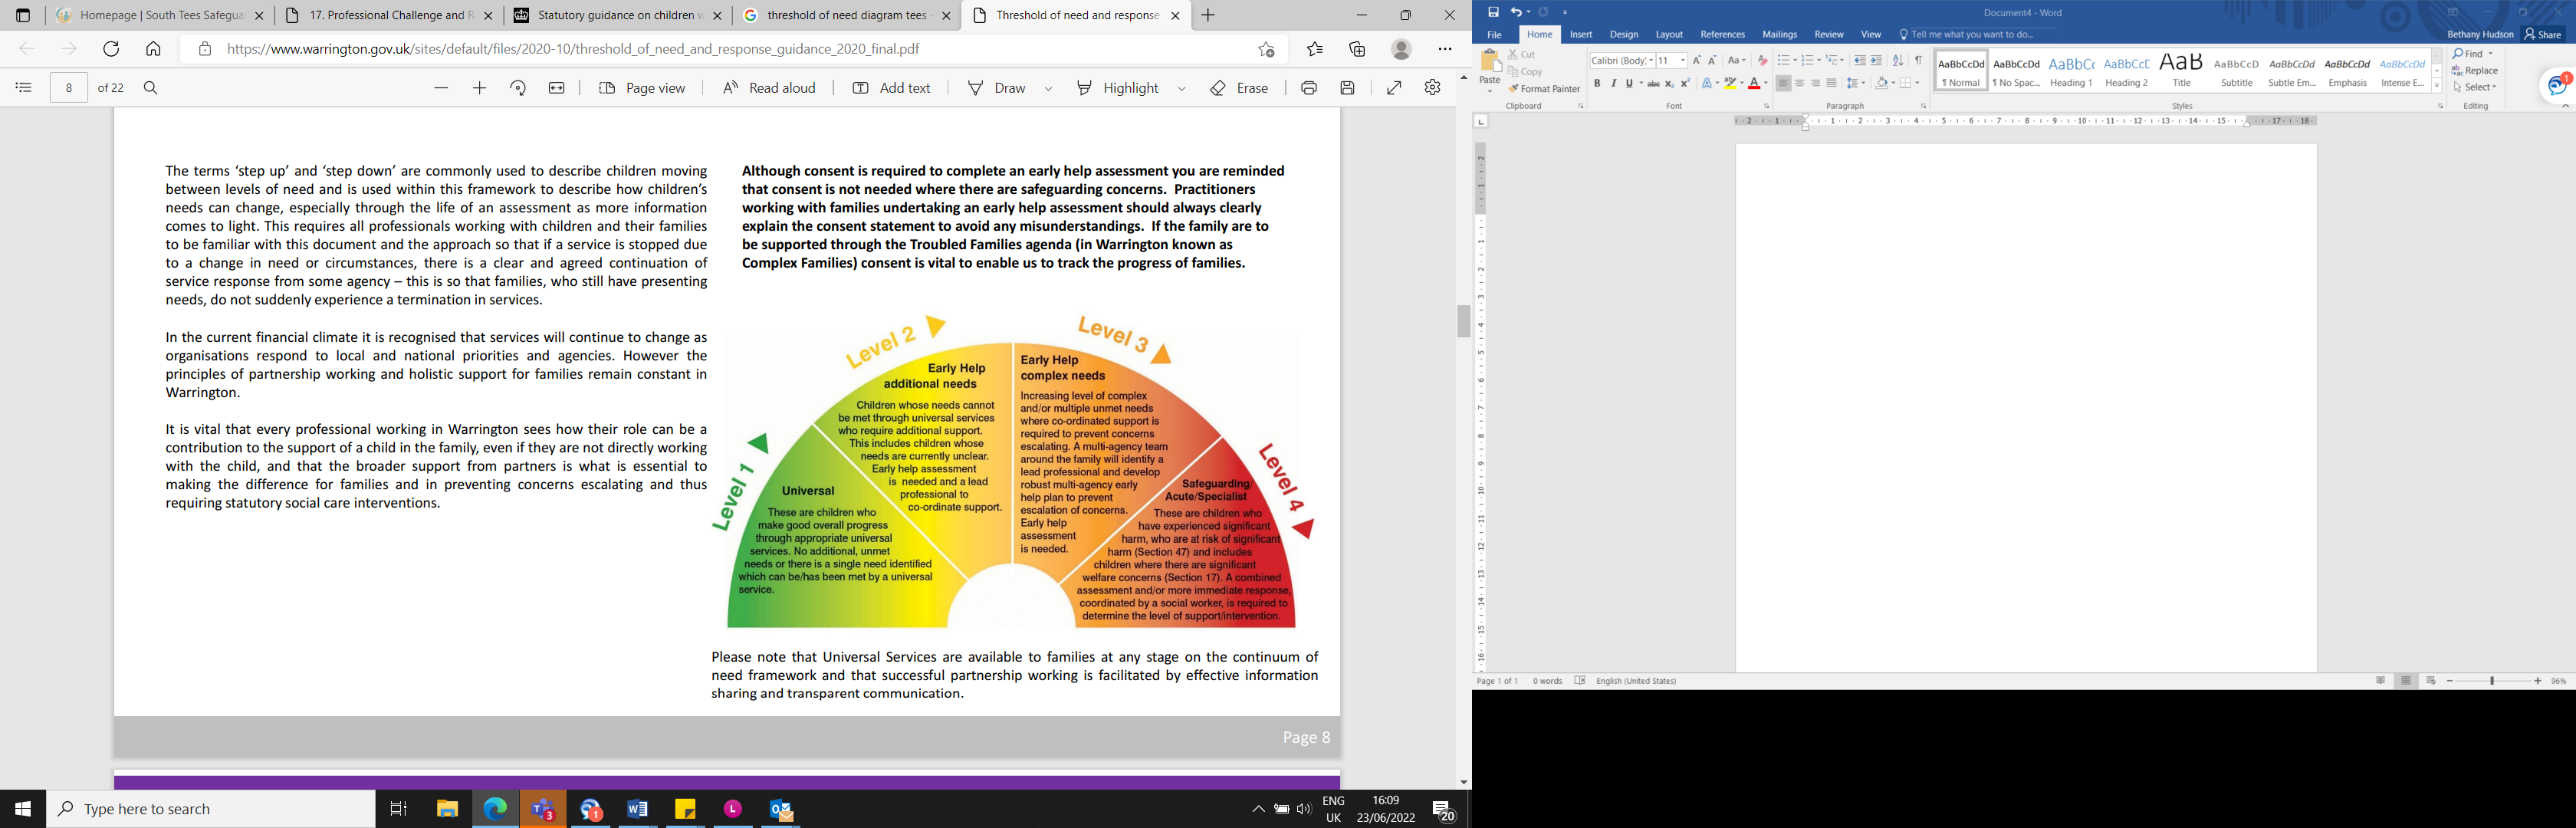 Homepage | South Tees Safegua
17. Professional Challenge and R
Statutory guidance on children w
threshold of need diagram tees
Threshold of need and response
https://www.warrington.gov.uk/sites/default/files/2020-10/threshold_of_need_and_response_guidance_2020_final.pdf
8 of 22
Page view
Read aloud
Add text
Draw
Highlight
Erase
The terms ‘step up’ and ‘step down’ are commonly used to describe children moving
between levels of need and is used within this framework to describe how children’s
needs can change, especially through the life of an assessment as more information
comes to light. This requires all professionals working with children and their families
to be familiar with this document and the approach so that if a service is stopped due
to a change in need or circumstances, there is a clear and agreed continuation of
service response from some agency – this is so that families, who still have presenting
needs, do not suddenly experience a termination in services.
In the current financial climate it is recognised that services will continue to change as
organisations respond to local and national priorities and agencies. However the
principles of partnership working and holistic support for families remain constant in
Warrington.
It is vital that every professional working in Warrington sees how their role can be a
contribution to the support of a child in the family, even if they are not directly working
with the child, and that the broader support from partners is what is essential to
making the difference for families and in preventing concerns escalating and thus
requiring statutory social care interventions.
Although consent is required to complete an early help assessment you are reminded
that consent is not needed where there are safeguarding concerns. Practitioners
working with families undertaking an early help assessment should always clearly
explain the consent statement to avoid any misunderstandings. If the family are to
be supported through the Troubled Families agenda (in Warrington known as
Complex Families) consent is vital to enable us to track the progress of families.
Level 1
Universal
These are children who
make good overall progress
through appropriate universal
services. No additional, unmet
needs or there is a single need identified
which can be/has been met by a universal
service.
Level 2
Early Help
additional needs
Children whose needs cannot
be met through universal services
who require additional support.
This includes children whose
needs are currently unclear.
Early help assessment
is needed and a lead
professional to
co-ordinate support.
Level 3
Early Help
complex needs
Increasing level of complex
and/or multiple unmet needs
where co-ordinated support is
required to prevent concerns
escalating. A multi-agency team
around the family will identify a
lead professional and develop
robust multi-agency early
help plan to prevent
escalation of concerns.
Early help
assessment
is needed.
Level 4
Safeguarding/
Acute/Specialist
These are children who
have experienced significant
harm, who are at risk of significant
harm (Section 47) and includes
children where there are significant
welfare concerns (Section 17). A combined
assessment and/or more immediate response,
coordinated by a social worker, is required to
determine the level of support/intervention.
Please note that Universal Services are available to families at any stage on the continuum of
need framework and that successful partnership working is facilitated by effective information
sharing and transparent communication.
Page 8
Type here to search
ENG
UK
16:09
23/06/2022
20
Document4 - Word
File Home Insert Design Layout References Mailings Review View Tell me what you want to do...
Bethany Hudson Share
Paste
Cut
Copy
Format Painter
Clipboard
Calibri (Body) 11
Font
Paragraph
AaBbCcDd AaBbCcDd AaBbCc AaBbCcE AaB AaBbCcD AaBbCcDd AaBbCcDd AaBbCcDd
¶ Normal ¶ No Spac... Heading 1 Heading 2 Title Subtitle Subtle Em... Emphasis Intense E...
Styles
Find
Replace
Select
Editing
Page 1 of 1 0 words English (United States)
96%